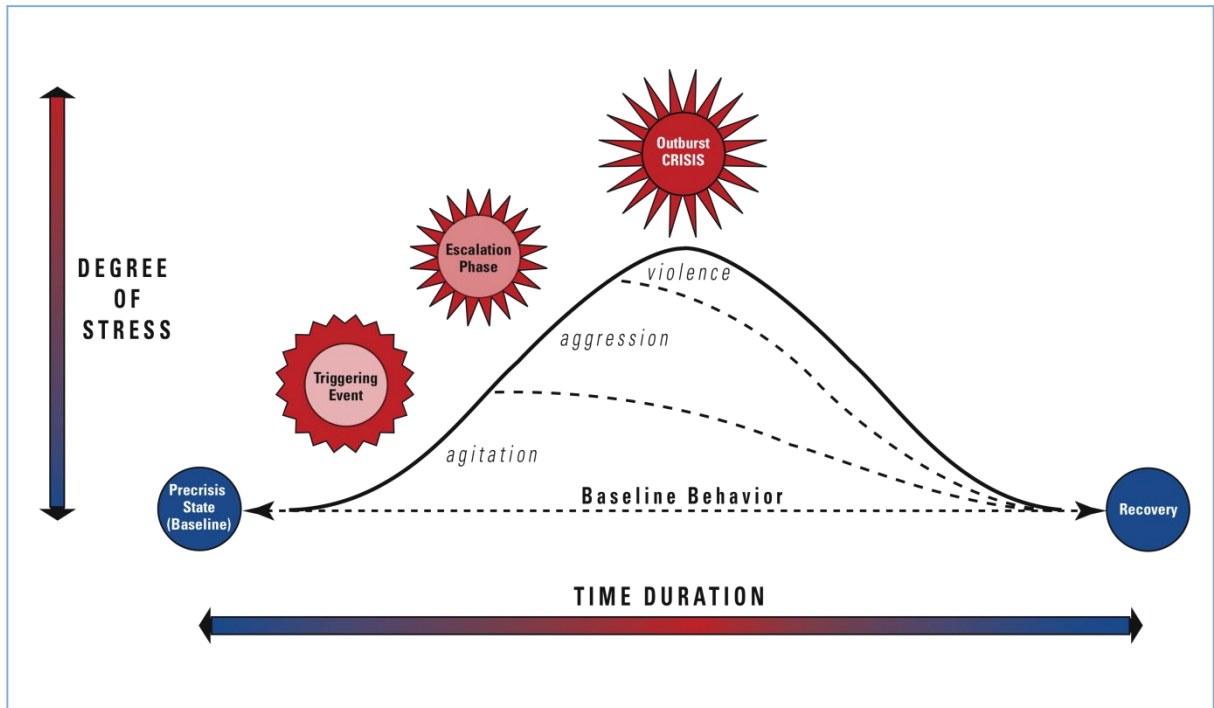 Outburst
CRISIS
Escalation
Phase
violence
DEGREE
OF
STRESS
aggression
Triggering
Event
agitation
Precrisis
State
(Baseline)
Baseline Behavior
Recovery
TIME DURATION